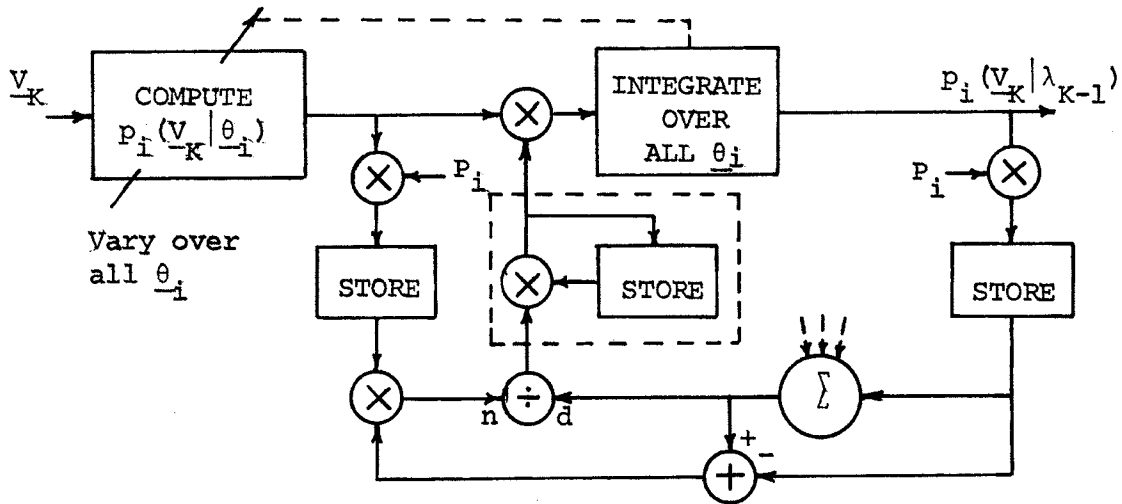 V_K
COMPUTE
p_i(V_K|θ_i)
Vary over
all θ_i
×
INTEGRATE
OVER
ALL θ_i
p_i(V_K|λ_{K-1})
×
P_i
P_i
×
STORE
×
STORE
STORE
×
n
÷
d
Σ
+
-
+